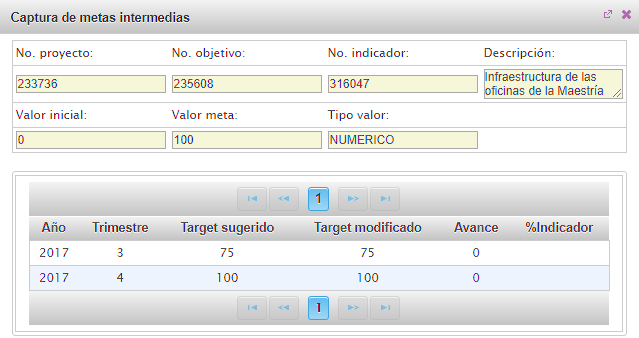 Captura de metas intermedias
No. proyecto: No. objetivo: No. indicador: Descripción:
233736 235608 316047 Infraestructura de las
oficinas de la Maestría
Valor inicial: Valor meta: Tipo valor:
0 100 NUMERICO
1
Año Trimestre Target sugerido Target modificado Avance %Indicador
2017 3 75 75 0
2017 4 100 100 0
1